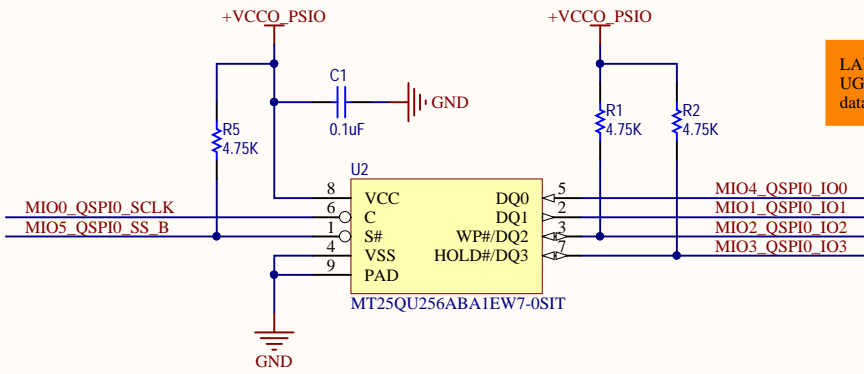 +VCCO_PSIO
+VCCO_PSIO
LA
UG
data
C1
GND
R5
4.75K
0.1uF
R1
4.75K
R2
4.75K
U2
MIO0_QSPI0_SCLK
MIO5_QSPI0_SS_B
8 VCC
6 C
1 S#
4 VSS
9 PAD
DQ0 5
DQ1 2
WP#/DQ2 3
HOLD#/DQ3 7
MIO4_QSPI0_IO0
MIO1_QSPI0_IO1
MIO2_QSPI0_IO2
MIO3_QSPI0_IO3
MT25QU256ABA1EW7-0SIT
GND